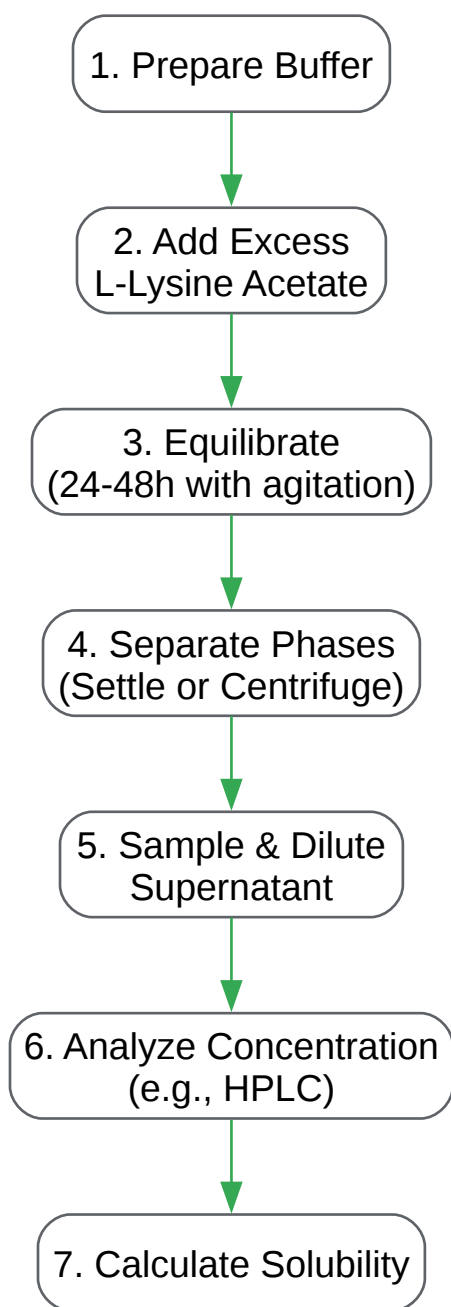 1. Prepare Buffer
2. Add Excess
L-Lysine Acetate
3. Equilibrate
(24-48h with agitation)
4. Separate Phases
(Settle or Centrifuge)
5. Sample & Dilute
Supernatant
6. Analyze Concentration
(e.g., HPLC)
7. Calculate Solubility